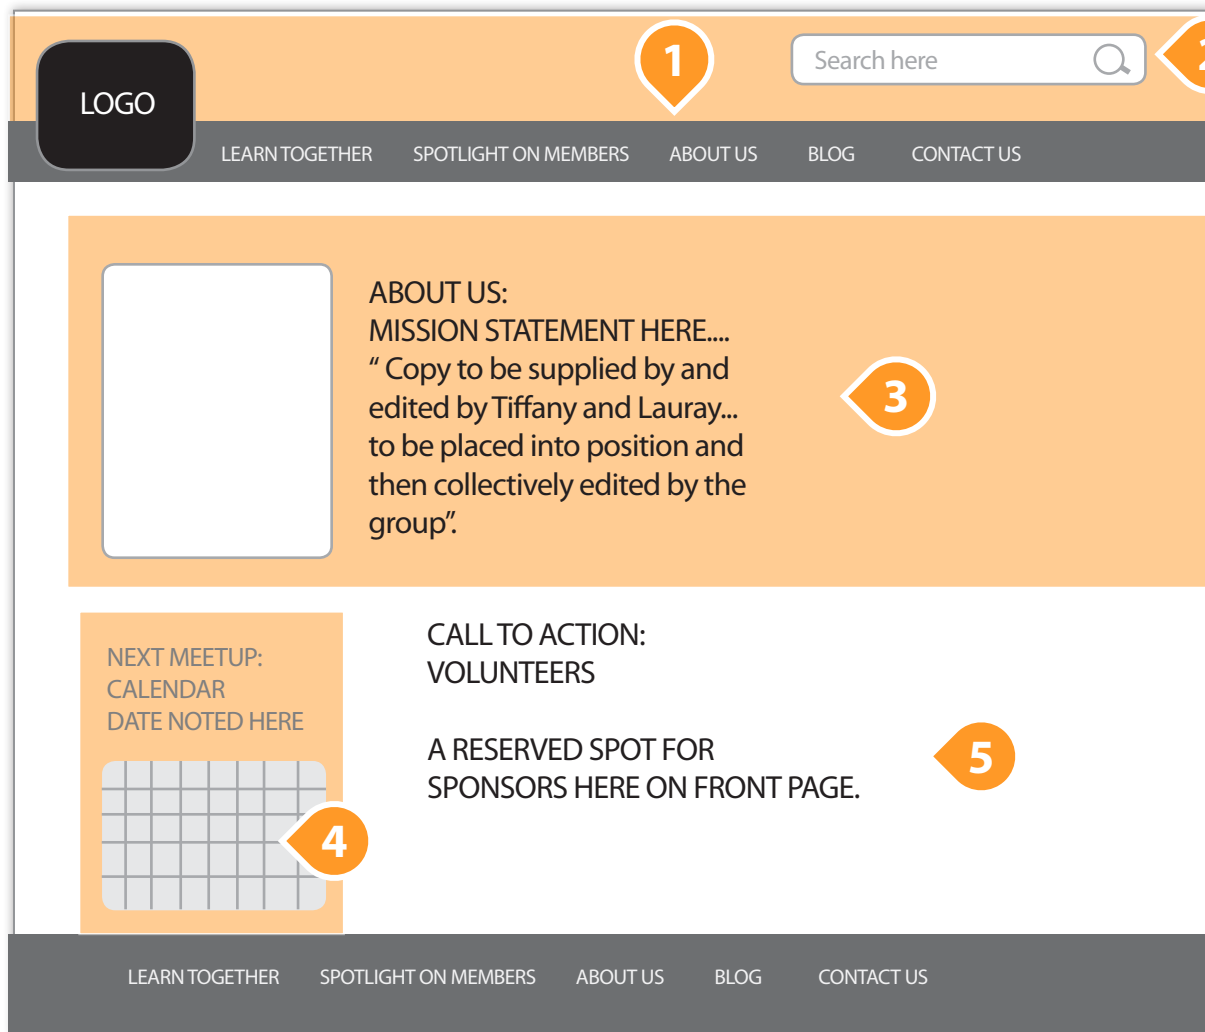 1
Search here
2
LOGO
LEARN TOGETHER SPOTLIGHT ON MEMBERS ABOUT US BLOG CONTACT US
ABOUT US:
MISSION STATEMENT HERE....
“ Copy to be supplied by and
edited by Tiffany and Lauray...
to be placed into position and
then collectively edited by the
group”.
3
NEXT MEETUP:
CALENDAR
DATE NOTED HERE
4
CALL TO ACTION:
VOLUNTEERS
A RESERVED SPOT FOR
SPONSORS HERE ON FRONT PAGE.
5
LEARN TOGETHER SPOTLIGHT ON MEMBERS ABOUT US BLOG CONTACT US